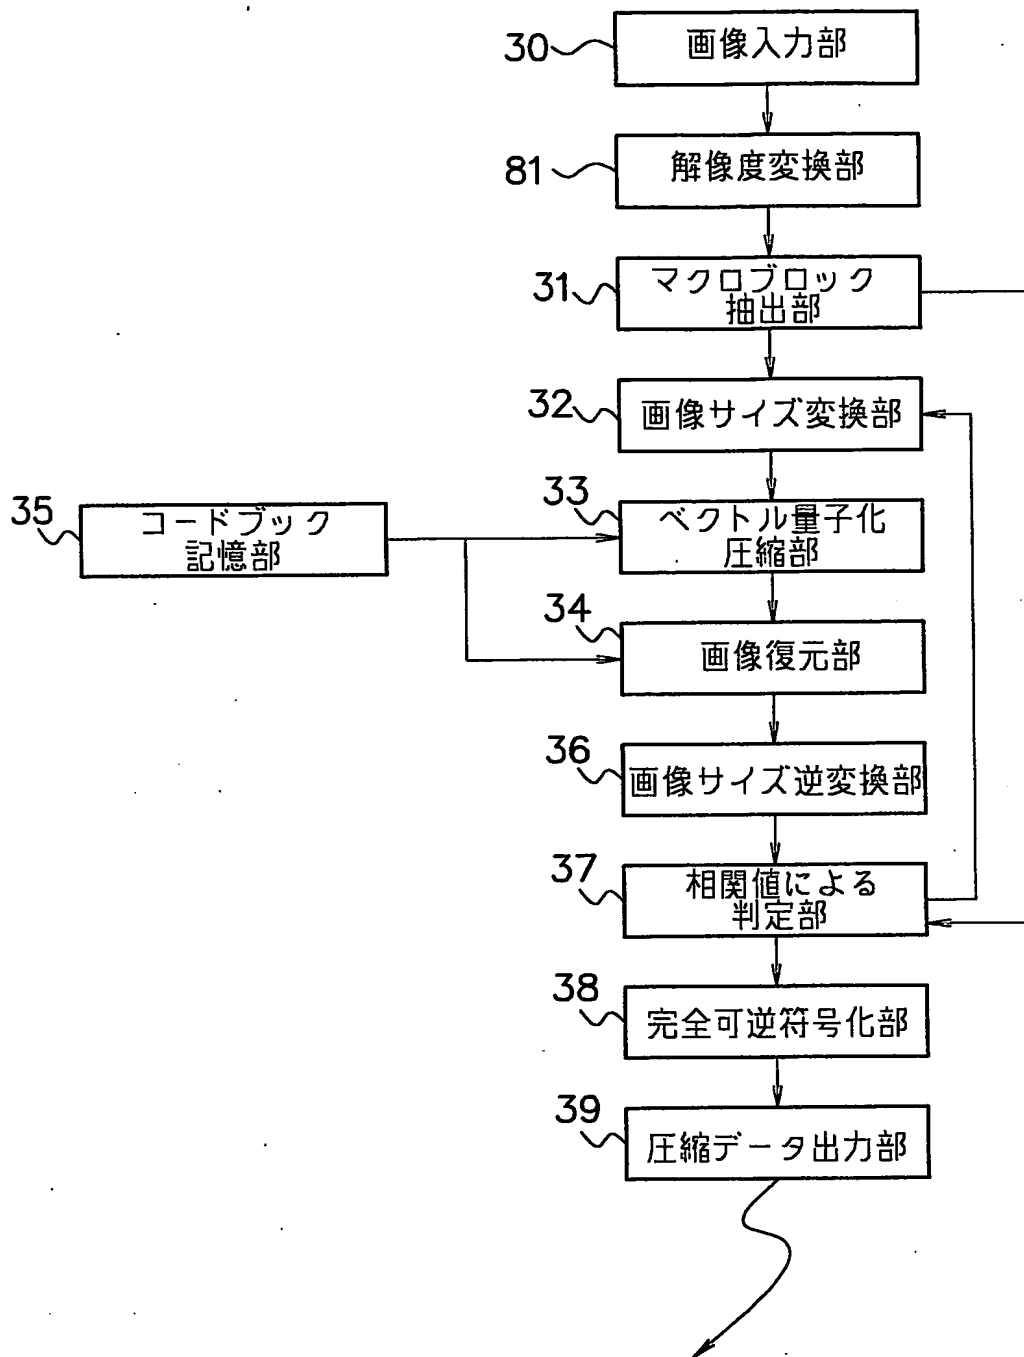 30
画像入力部
81
解像度変換部
31
マクロブロック
抽出部
32
画像サイズ変換部
35
コードブック
記憶部
33
ベクトル量子化
圧縮部
34
画像復元部
36
画像サイズ逆変換部
37
相関値による
判定部
38
完全可逆符号化部
39
圧縮データ出力部